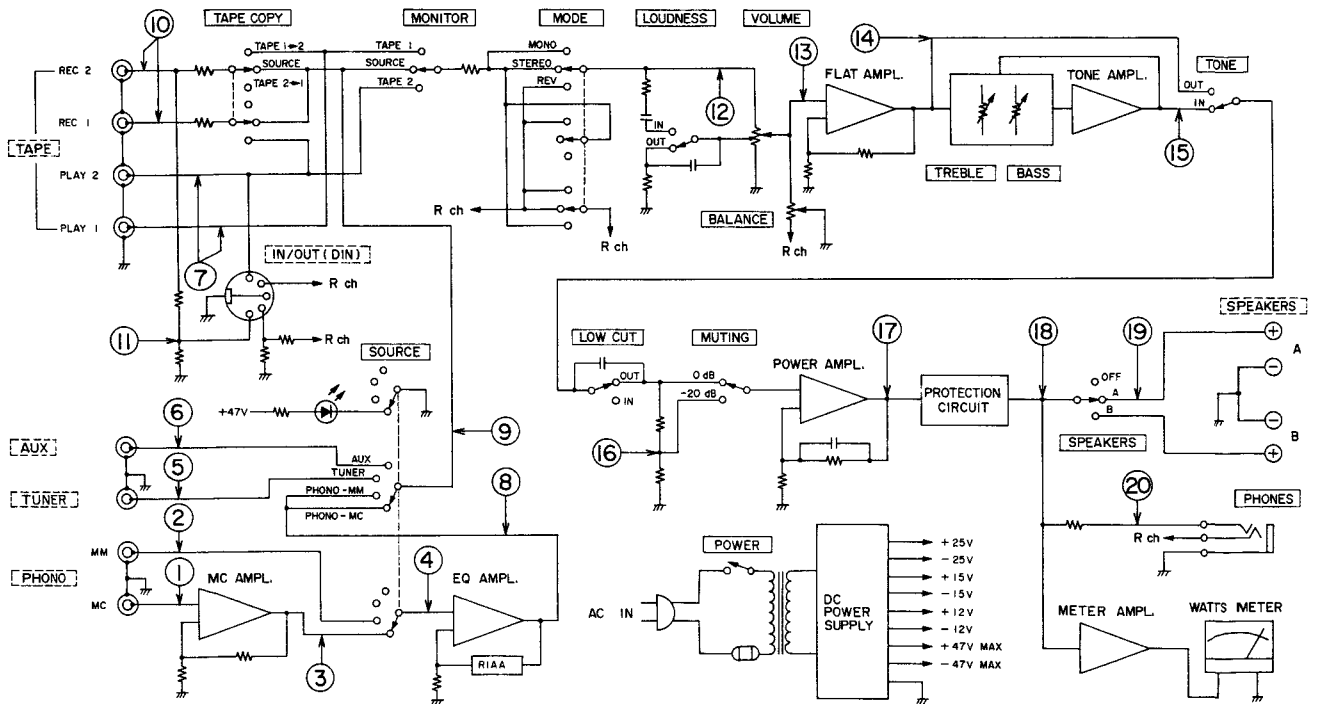 TAPE COPY
MONITOR
MODE
LOUDNESS
VOLUME
10
REC 2
REC 1
TAPE
PLAY 2
PLAY 1
TAPE 1↔2
SOURCE
TAPE 2↔1
TAPE 1
SOURCE
TAPE 2
MONO
STEREO
REV
R ch
R ch
IN
OUT
12
BALANCE
R ch
13
14
FLAT AMPL.
TONE AMPL.
TREBLE
BASS
TONE
OUT
IN
15
7
IN/OUT (DIN)
R ch
R ch
11
SOURCE
+47V
6
AUX
5
TUNER
2
MM
PHONO
1
MC
MC AMPL.
3
AUX
TUNER
PHONO-MM
PHONO-MC
9
8
4
EQ AMPL.
RIAA
LOW CUT
OUT
IN
16
MUTING
0 dB
-20 dB
POWER AMPL.
17
PROTECTION
CIRCUIT
18
19
OFF
A
B
SPEAKERS
SPEAKERS
A
B
20
PHONES
R ch
POWER
AC IN
DC
POWER
SUPPLY
+25V
-25V
+15V
-15V
+12V
-12V
+47V MAX
-47V MAX
METER AMPL.
WATTS METER